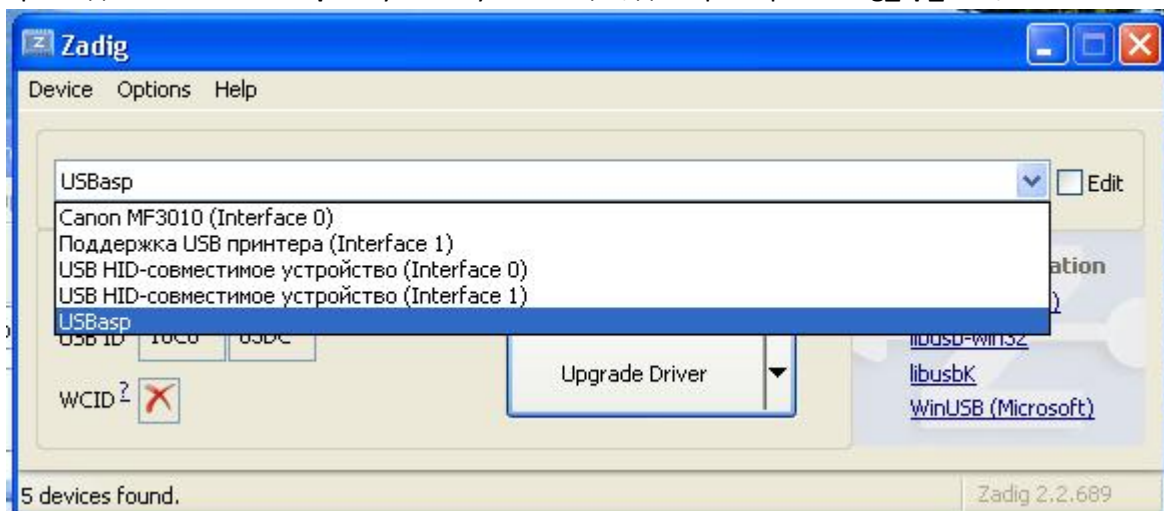 Zadig
Device Options Help
USBasp Edit
Canon MF3010 (Interface 0)
Поддержка USB принтера (Interface 1)
USB HID-совместимое устройство (Interface 0)
USB HID-совместимое устройство (Interface 1)
USBasp
ation
USB ID
libusb-win32
Upgrade Driver
libusbK
WCID ?
WinUSB (Microsoft)
5 devices found.
Zadig 2.2.689